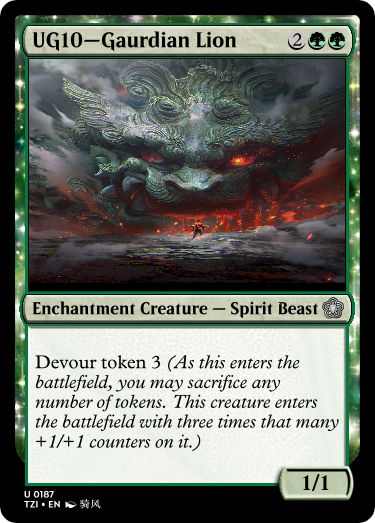 UG10—Gaurdian Lion 2
Enchantment Creature — Spirit Beast
Devour token 3 (As this enters the
battlefield, you may sacrifice any
number of tokens. This creature enters
the battlefield with three times that many
+1/+1 counters on it.)
1/1
U 0187
TZI • EN 骑风